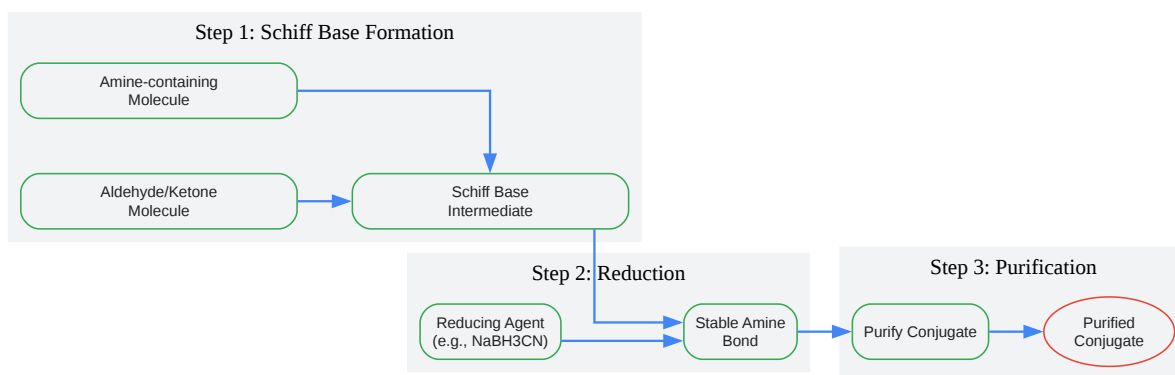 Step 1: Schiff Base Formation
Amine-containing
Molecule
Aldehyde/Ketone
Molecule
Schiff Base
Intermediate
Step 2: Reduction
Reducing Agent
(e.g., NaBH3CN)
Stable Amine
Bond
Step 3: Purification
Purify Conjugate
Purified
Conjugate